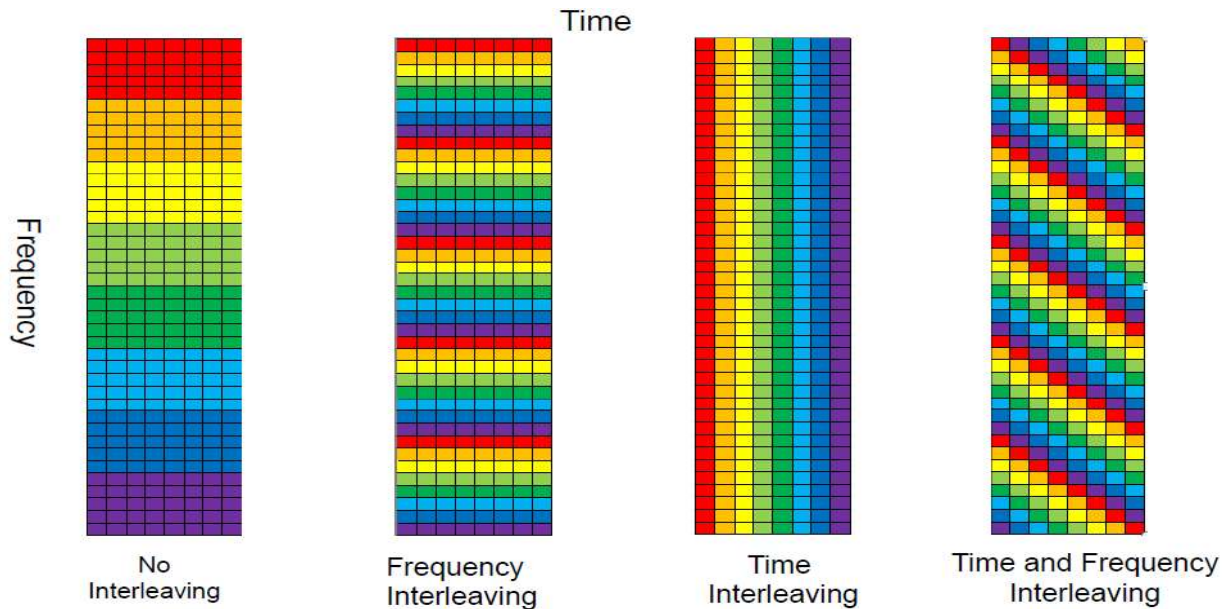 Time
Frequency
No
Interleaving
Frequency
Interleaving
Time
Interleaving
Time and Frequency
Interleaving